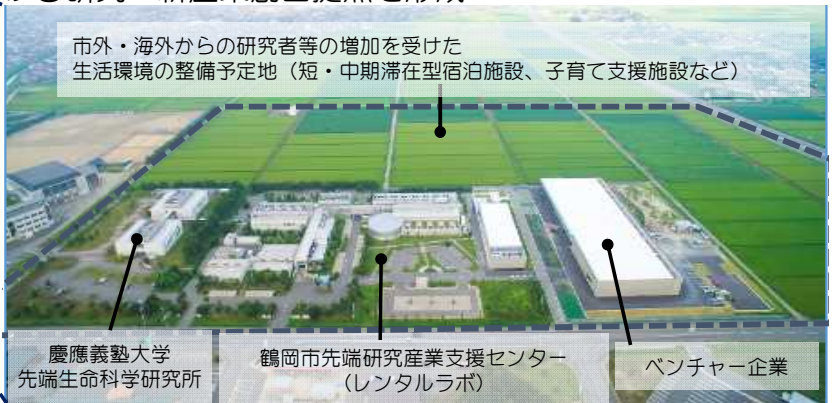 市外・海外からの研究者等の増加を受けた
生活環境の整備予定地（短・中期滞在型宿泊施設、子育て支援施設など）
慶應義塾大学
先端生命科学研究所
鶴岡市先端研究産業支援センター
（レンタルラボ）
ベンチャー企業